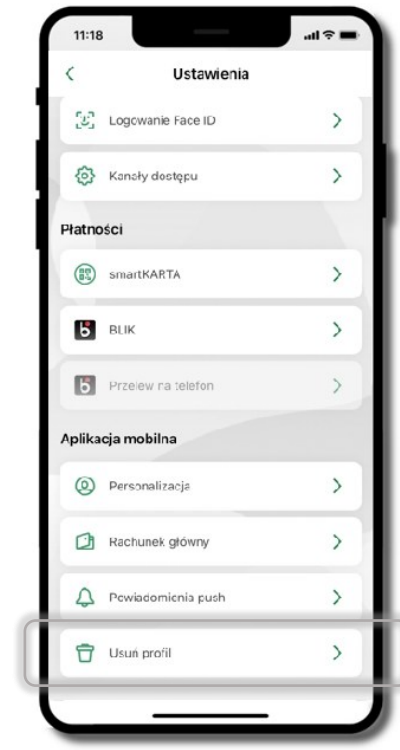 11:18
Ustawienia
Logowanie Face ID
Kanały dostępu
Płatności
smartKARTA
BLIK
Przelew na telefon
Aplikacja mobilna
Personalizacja
Rachunek główny
Powiadomienia push
Usuń profil